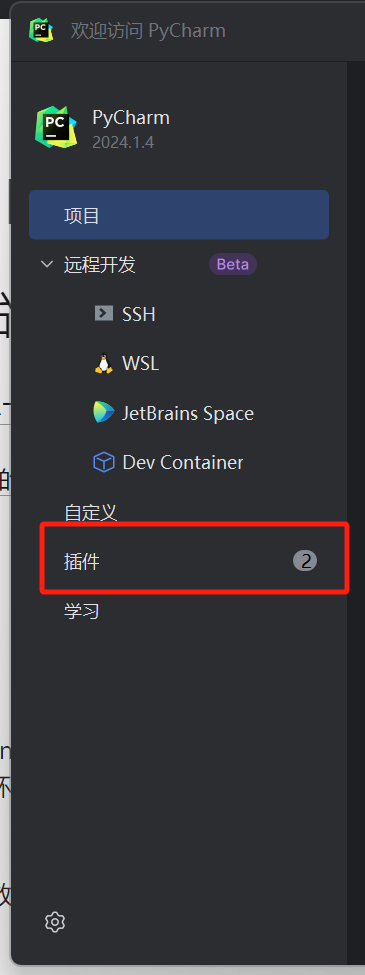 欢迎访问 PyCharm
PyCharm
2024.1.4
项目
远程开发 Beta
SSH
WSL
JetBrains Space
Dev Container
自定义
插件 2
学习